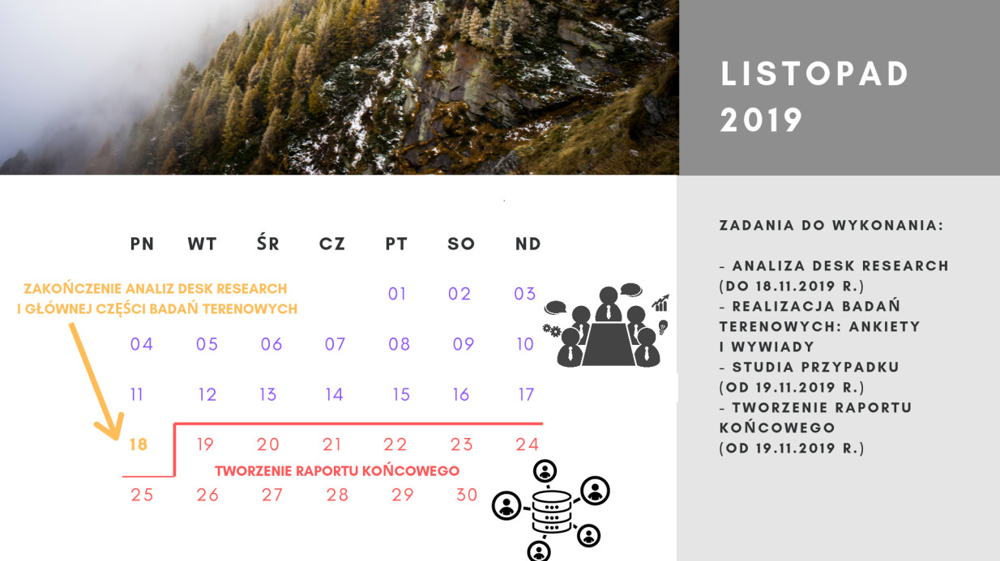 LISTOPAD
2019
PN WT ŚR CZ PT SO ND
ZAKOŃCZENIE ANALIZ DESK RESEARCH
I GŁÓWNEJ CZĘŚCI BADAŃ TERENOWYCH
01 02 03
04 05 06 07 08 09 10
11 12 13 14 15 16 17
18 19 20 21 22 23 24
TWORZENIE RAPORTU KOŃCOWEGO
25 26 27 28 29 30
ZADANIA DO WYKONANIA:
- ANALIZA DESK RESEARCH
(DO 18.11.2019 R.)
- REALIZACJA BADAŃ
TERENOWYCH: ANKIETY
I WYWIADY
- STUDIA PRZYPADKU
(OD 19.11.2019 R.)
- TWORZENIE RAPORTU
KOŃCOWEGO
(OD 19.11.2019 R.)